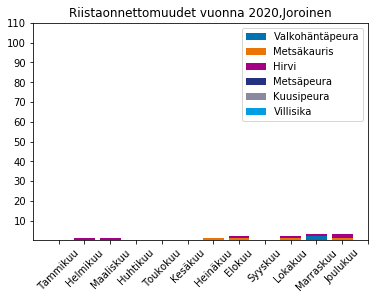 Riistaonnettomuudet vuonna 2020,Joroinen
110
100
90
80
70
60
50
40
30
20
10
Valkohäntäpeura
Metsäkauris
Hirvi
Metsäpeura
Kuusipeura
Villisika
Tammikuu
Helmikuu
Maaliskuu
Huhtikuu
Toukokuu
Kesäkuu
Heinäkuu
Elokuu
Syyskuu
Lokakuu
Marraskuu
Joulukuu